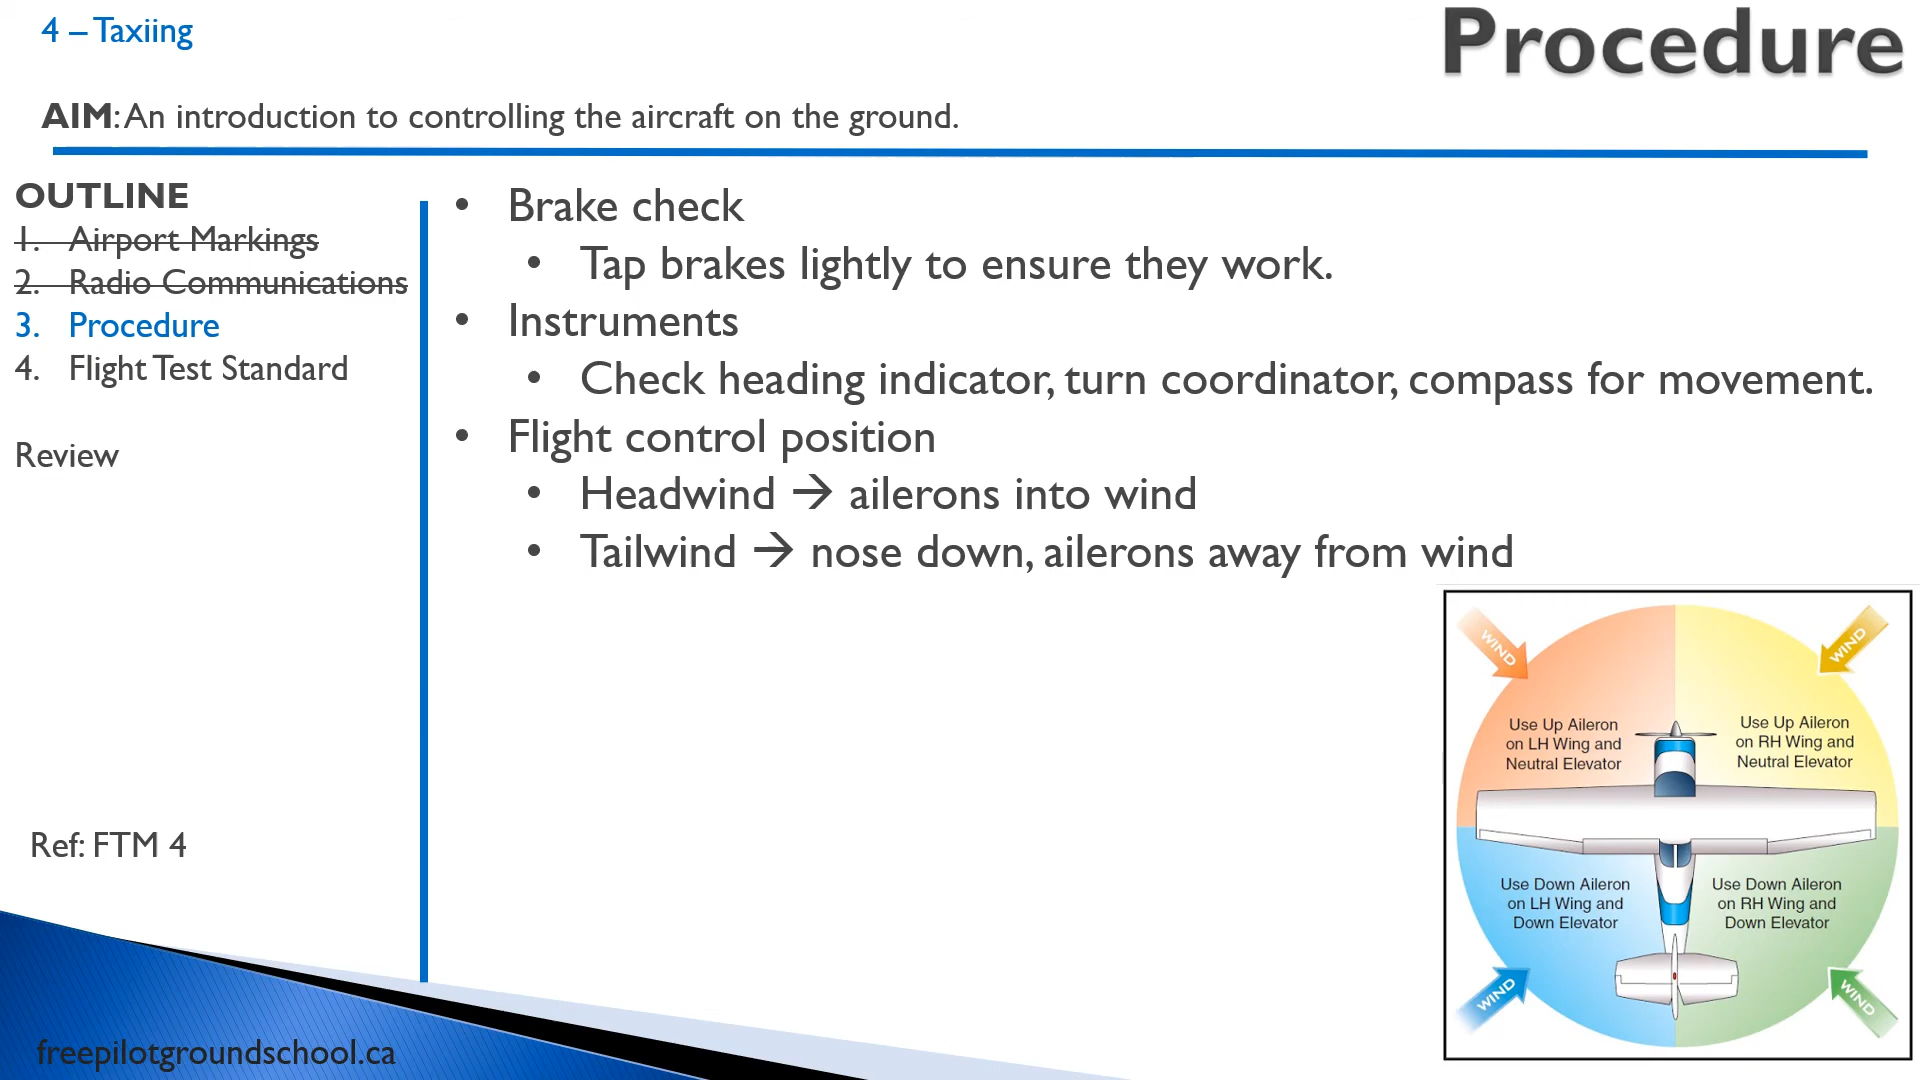 4 – Taxiing
Procedure
AIM: An introduction to controlling the aircraft on the ground.
OUTLINE
1. Airport Markings
2. Radio Communications
3. Procedure
4. Flight Test Standard
Review
Ref: FTM 4
freepilotgroundschool.ca
• Brake check
• Tap brakes lightly to ensure they work.
• Instruments
• Check heading indicator, turn coordinator, compass for movement.
• Flight control position
• Headwind → ailerons into wind
• Tailwind → nose down, ailerons away from wind
WIND
WIND
Use Up Aileron
on LH Wing and
Neutral Elevator
Use Up Aileron
on RH Wing and
Neutral Elevator
Use Down Aileron
on LH Wing and
Down Elevator
Use Down Aileron
on RH Wing and
Down Elevator
WIND
WIND